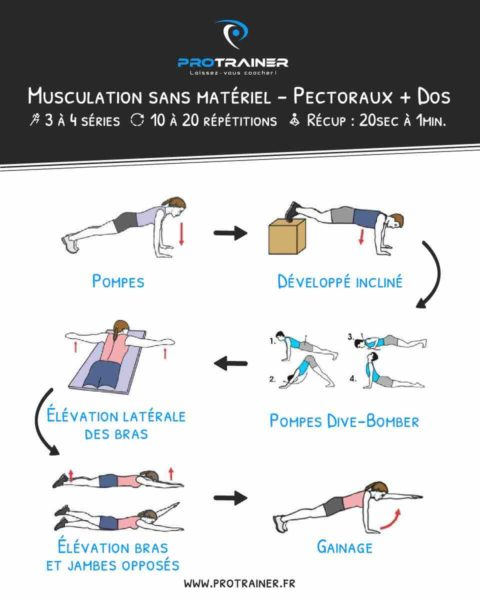 PROTRAINER
Laissez-vous coacher!
Musculation sans matériel – Pectoraux + Dos
3 à 4 séries 10 à 20 répétitions Récup : 20sec à 1min.
Pompes
Développé incliné
1.
3.
2.
4.
Pompes Dive-Bomber
Élévation latérale
des bras
Élévation bras
et jambes opposés
Gainage
www.protrainer.fr